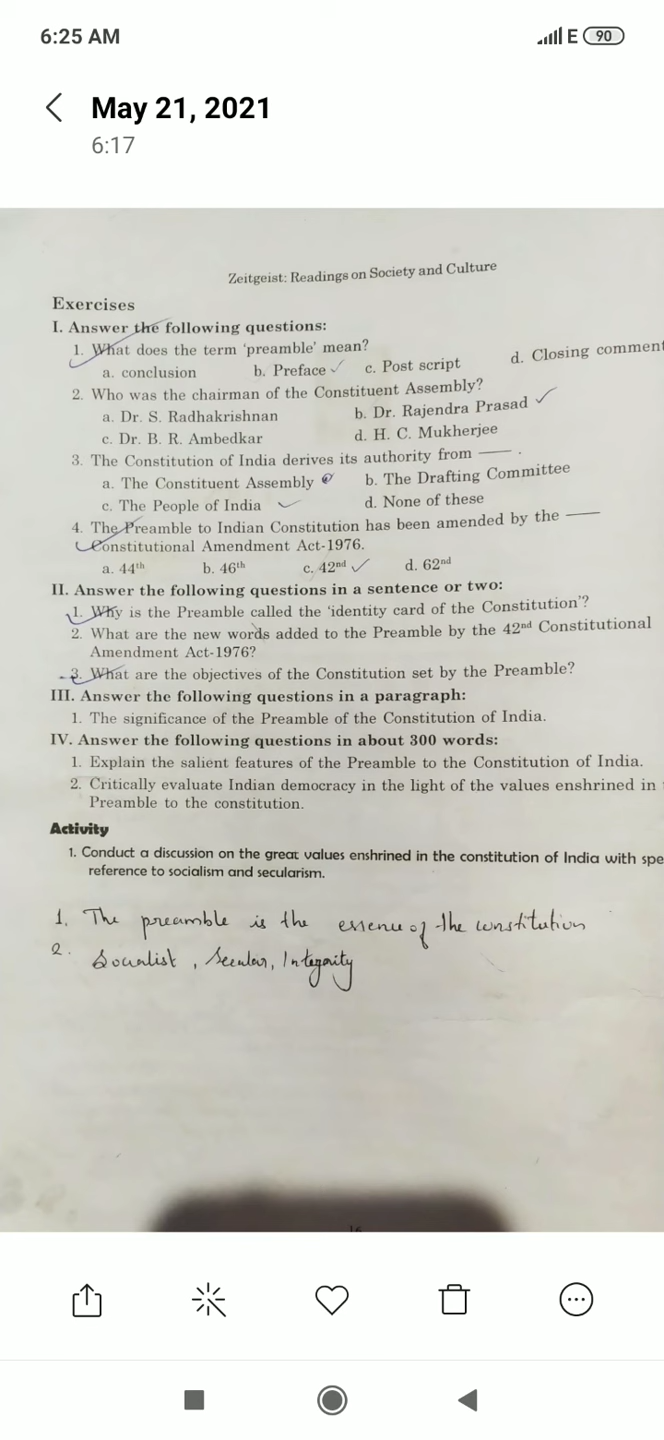 6:25 AM E 90
May 21, 2021
6:17
Zeitgeist: Readings on Society and Culture
Exercises
I. Answer the following questions:
1. What does the term 'preamble' mean?
a. conclusion b. Preface ✓ c. Post script d. Closing comment
2. Who was the chairman of the Constituent Assembly?
a. Dr. S. Radhakrishnan b. Dr. Rajendra Prasad ✓
c. Dr. B. R. Ambedkar d. H. C. Mukherjee
3. The Constitution of India derives its authority from —— .
a. The Constituent Assembly b. The Drafting Committee
c. The People of India ✓ d. None of these
4. The Preamble to Indian Constitution has been amended by the ——
Constitutional Amendment Act-1976.
a. 44th b. 46th c. 42nd ✓ d. 62nd
II. Answer the following questions in a sentence or two:
1. Why is the Preamble called the 'identity card of the Constitution'?
2. What are the new words added to the Preamble by the 42nd Constitutional
Amendment Act-1976?
3. What are the objectives of the Constitution set by the Preamble?
III. Answer the following questions in a paragraph:
1. The significance of the Preamble of the Constitution of India.
IV. Answer the following questions in about 300 words:
1. Explain the salient features of the Preamble to the Constitution of India.
2. Critically evaluate Indian democracy in the light of the values enshrined in
Preamble to the constitution.
Activity
1. Conduct a discussion on the great values enshrined in the constitution of India with spe
reference to socialism and secularism.
1. The preamble is the essence of the constitution
2. Socialist, Secular, Integrity
16